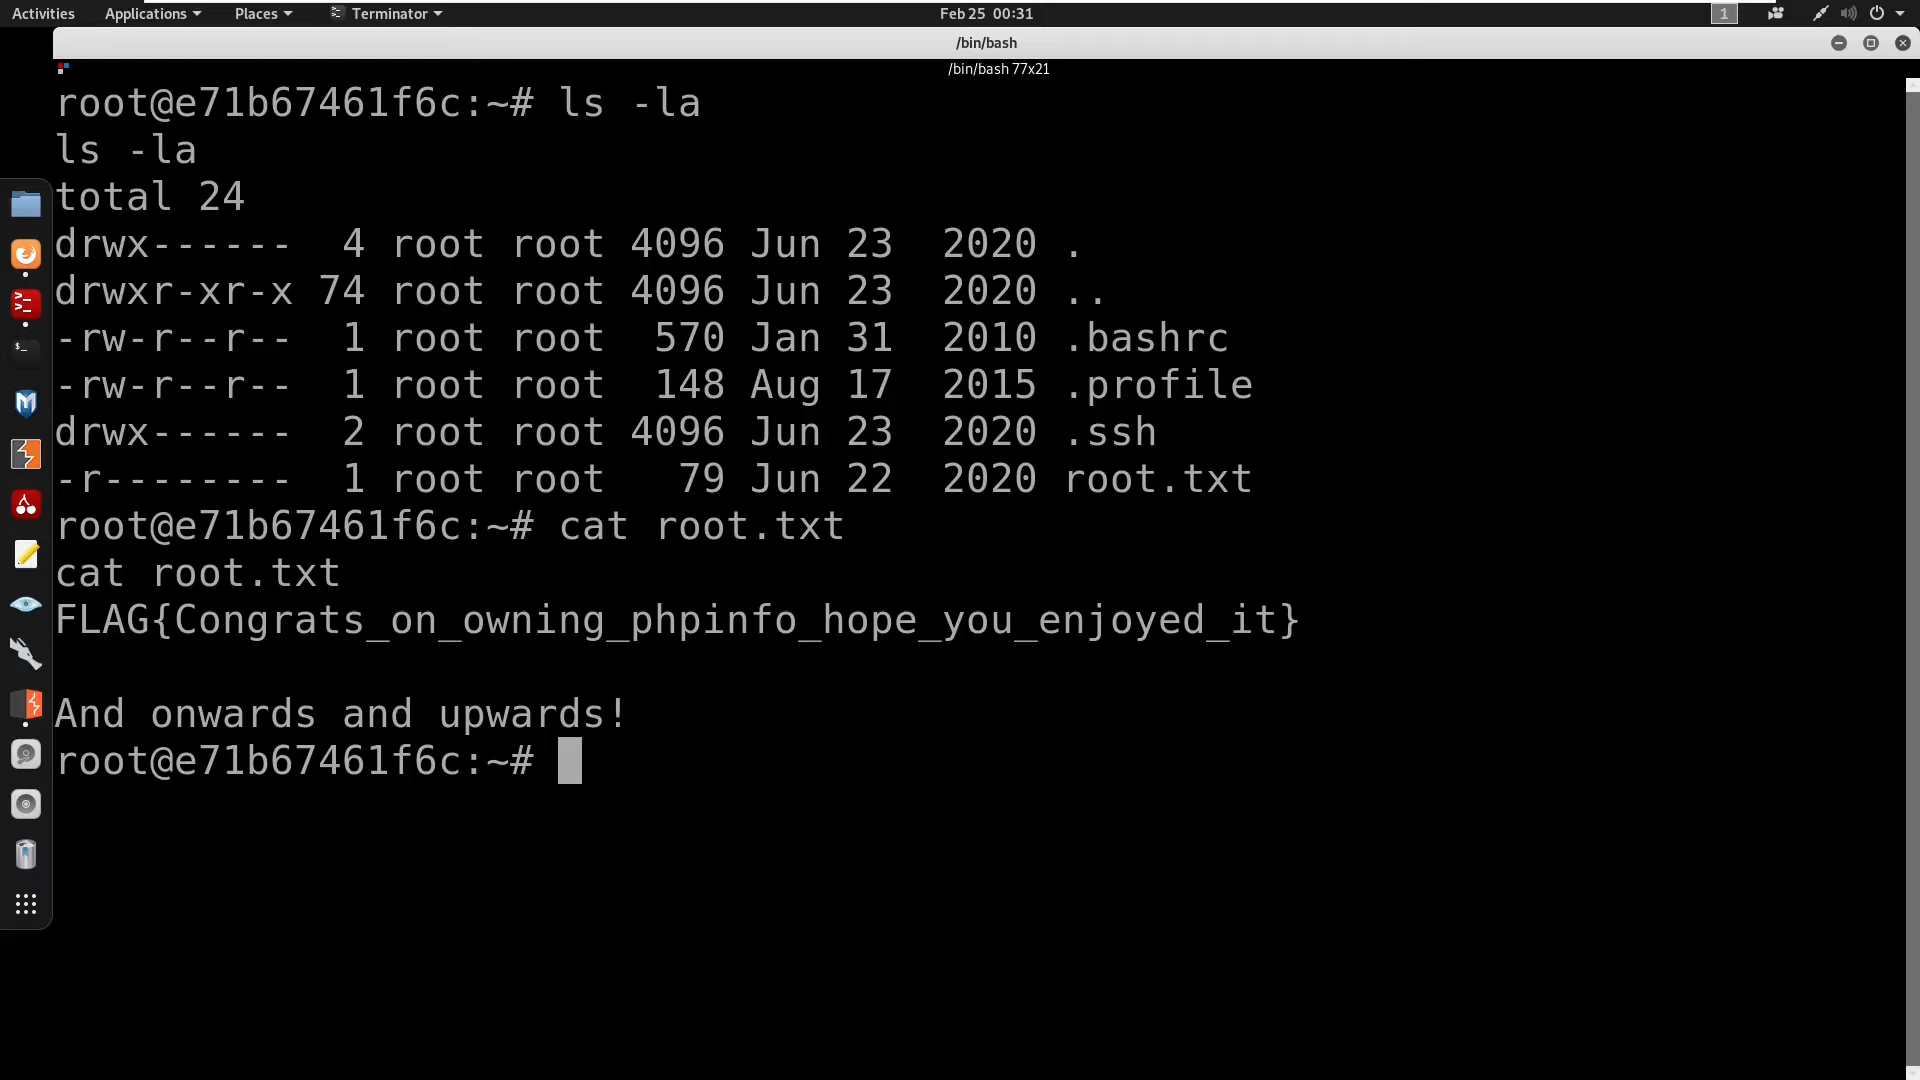 Activities Applications Places Terminator Feb 25 00:31 1
/bin/bash
/bin/bash 77x21
root@e71b67461f6c:~# ls -la
ls -la
total 24
drwx------  4 root root 4096 Jun 23  2020 .
drwxr-xr-x 74 root root 4096 Jun 23  2020 ..
-rw-r--r--  1 root root  570 Jan 31  2010 .bashrc
-rw-r--r--  1 root root  148 Aug 17  2015 .profile
drwx------  2 root root 4096 Jun 23  2020 .ssh
-r--------  1 root root   79 Jun 22  2020 root.txt
root@e71b67461f6c:~# cat root.txt
cat root.txt
FLAG{Congrats_on_owning_phpinfo_hope_you_enjoyed_it}
And onwards and upwards!
root@e71b67461f6c:~#